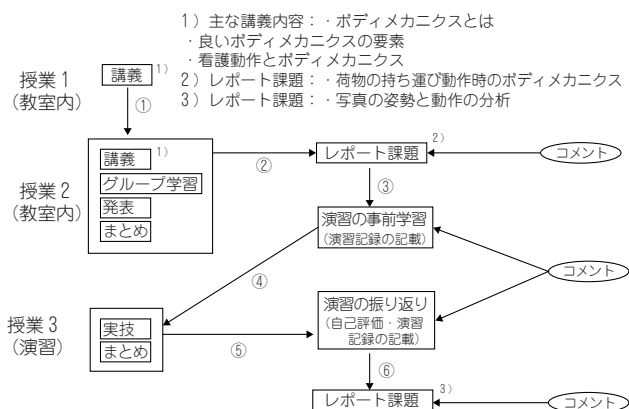 1）主な講義内容：・ボディメカニクスとは
・良いボディメカニクスの要素
・看護動作とボディメカニクス
2）レポート課題：・荷物の持ち運び動作時のボディメカニクス
3）レポート課題：・写真の姿勢と動作の分析
授業1
（教室内）
講義 1）
①
授業2
（教室内）
講義 1）
グループ学習
発表
まとめ
②
レポート課題 2）
コメント
③
演習の事前学習
（演習記録の記載）
④
コメント
授業3
（演習）
実技
まとめ
⑤
演習の振り返り
（自己評価・演習
記録の記載）
⑥
レポート課題 3）
コメント